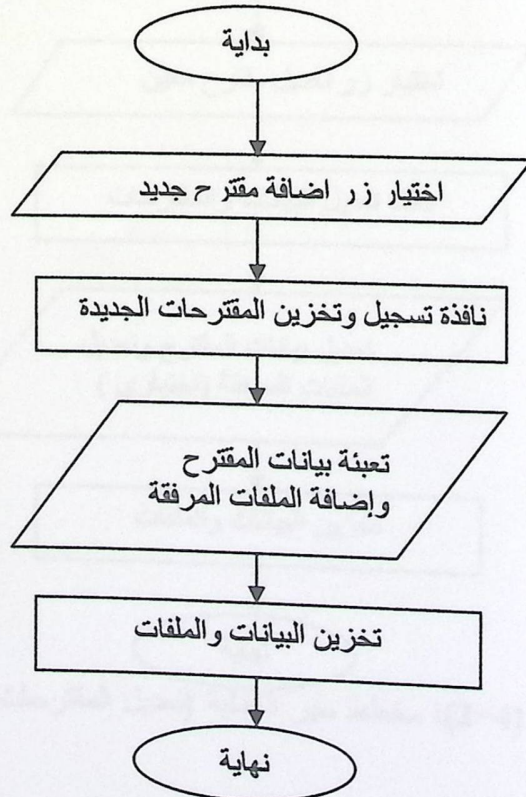 بداية
اختيار زر اضافة مقترح جديد
نافذة تسجيل وتخزين المقترحات الجديدة
تعبئة بيانات المقترح
وإضافة الملفات المرفقة
تخزين البيانات والملفات
نهاية